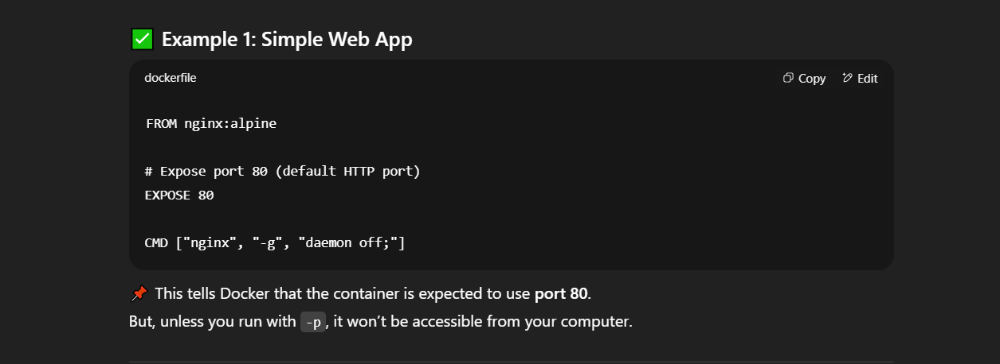 ✅ Example 1: Simple Web App
dockerfile
Copy
Edit
FROM nginx:alpine
# Expose port 80 (default HTTP port)
EXPOSE 80
CMD ["nginx", "-g", "daemon off;"]
📌 This tells Docker that the container is expected to use port 80.
But, unless you run with -p, it won’t be accessible from your computer.